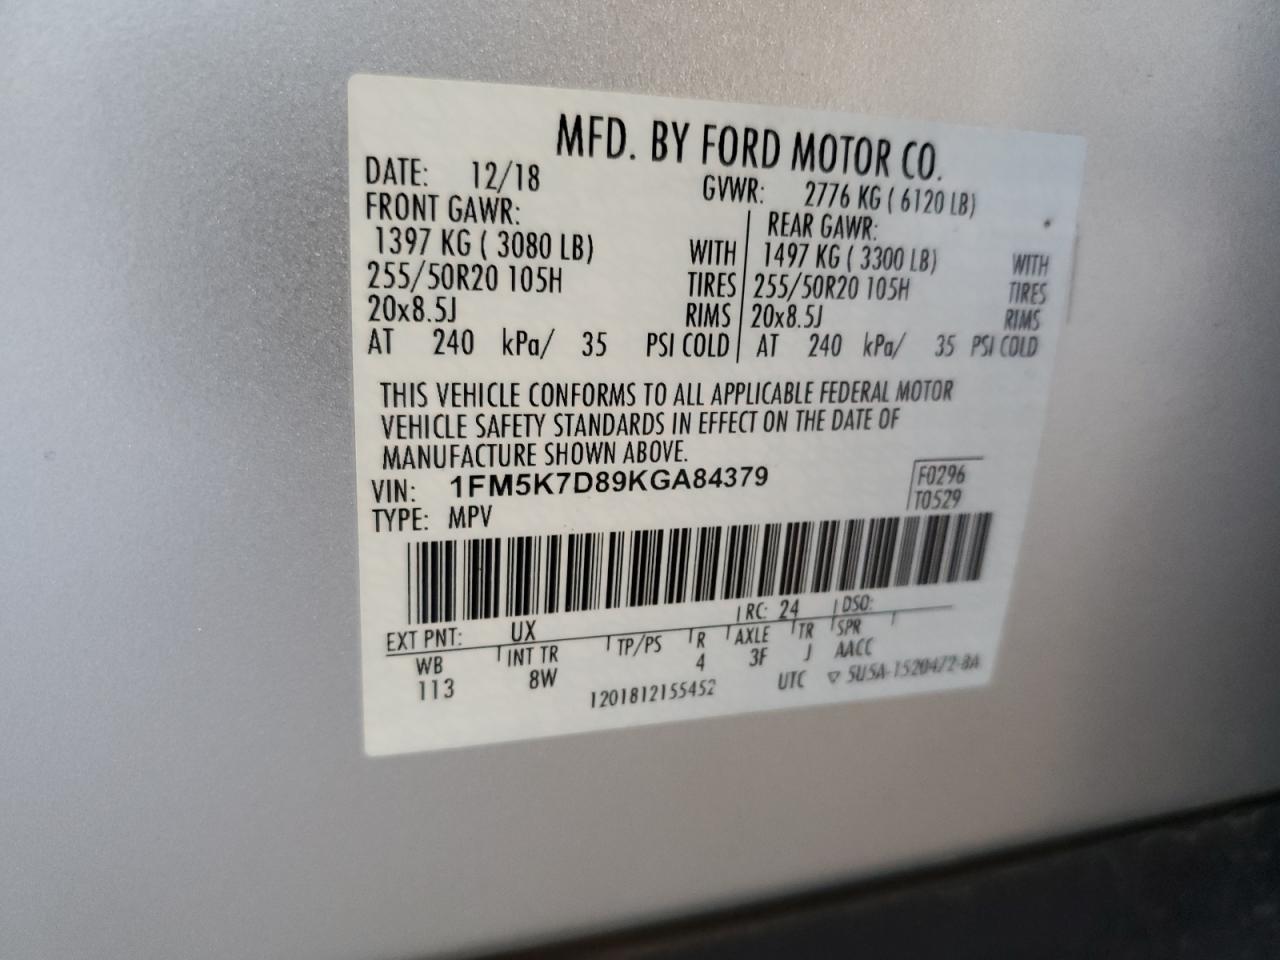 MFD. BY FORD MOTOR CO.
DATE: 12/18 GVWR: 2776 KG ( 6120 LB)
FRONT GAWR: REAR GAWR:
1397 KG ( 3080 LB) WITH 1497 KG ( 3300 LB) WITH
255/50R20 105H TIRES 255/50R20 105H TIRES
20x8.5J RIMS 20x8.5J RIMS
AT 240 kPa/ 35 PSI COLD AT 240 kPa/ 35 PSI COLD
THIS VEHICLE CONFORMS TO ALL APPLICABLE FEDERAL MOTOR
VEHICLE SAFETY STANDARDS IN EFFECT ON THE DATE OF
MANUFACTURE SHOWN ABOVE.
VIN: 1FM5K7D89KGA84379 F0296
TYPE: MPV T0529
EXT PNT: UX RC: 24 DSO:
WB INT TR TP/PS R AXLE TR SPR
113 8W 4 3F J AACC
1201812155452 UTC ▽ 5U5A-1520472-BA